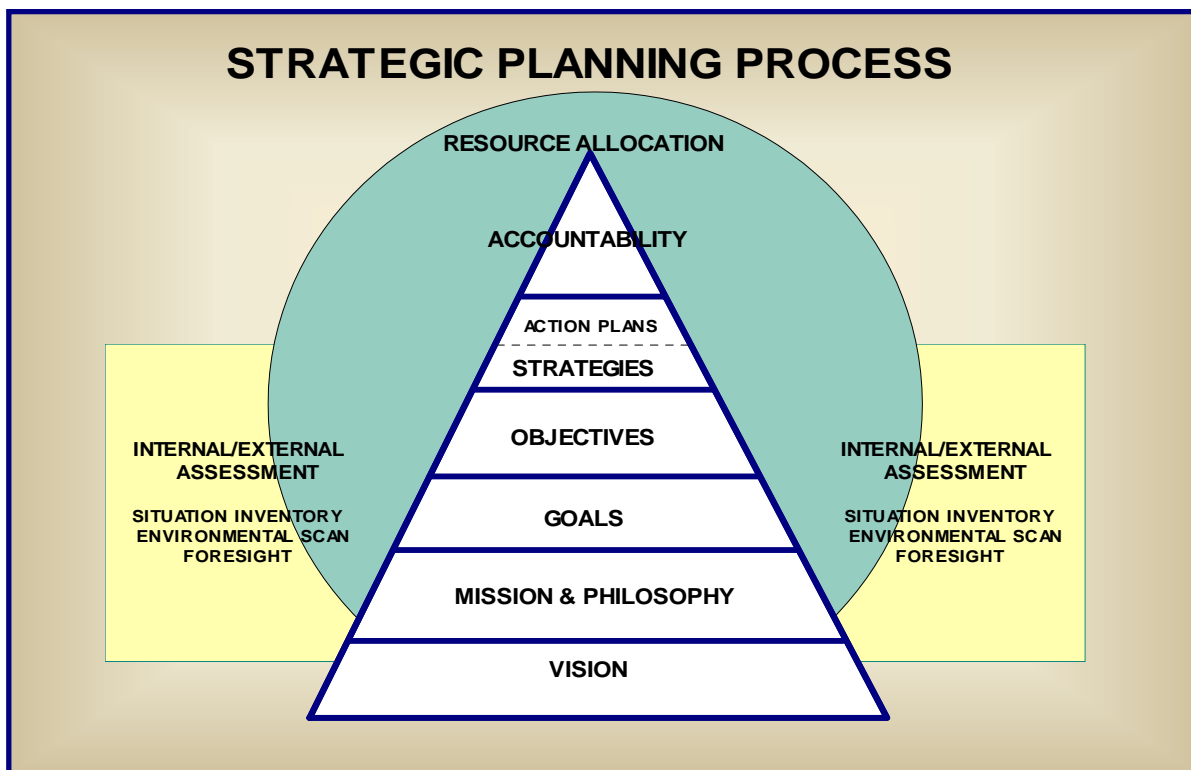 STRATEGIC PLANNING PROCESS
RESOURCE ALLOCATION
ACCOUNTABILITY
ACTION PLANS
STRATEGIES
OBJECTIVES
GOALS
MISSION & PHILOSOPHY
VISION
INTERNAL/EXTERNAL
ASSESSMENT
SITUATION INVENTORY
ENVIRONMENTAL SCAN
FORESIGHT
INTERNAL/EXTERNAL
ASSESSMENT
SITUATION INVENTORY
ENVIRONMENTAL SCAN
FORESIGHT